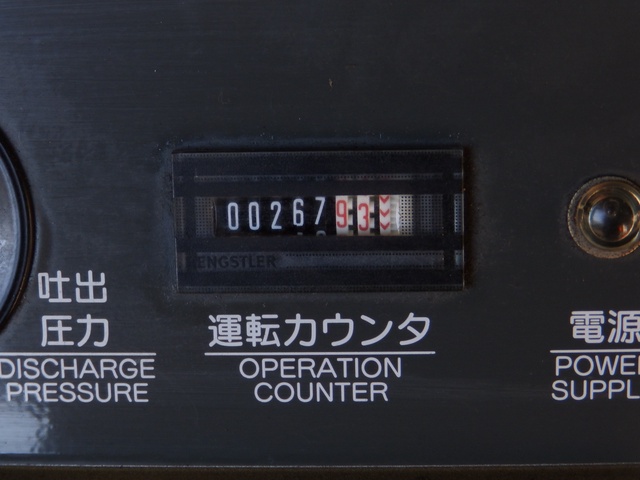 0026793
ENGSTLER
吐出
圧力
DISCHARGE
PRESSURE
運転カウンタ
OPERATION
COUNTER
電源
POWE
SUPPL